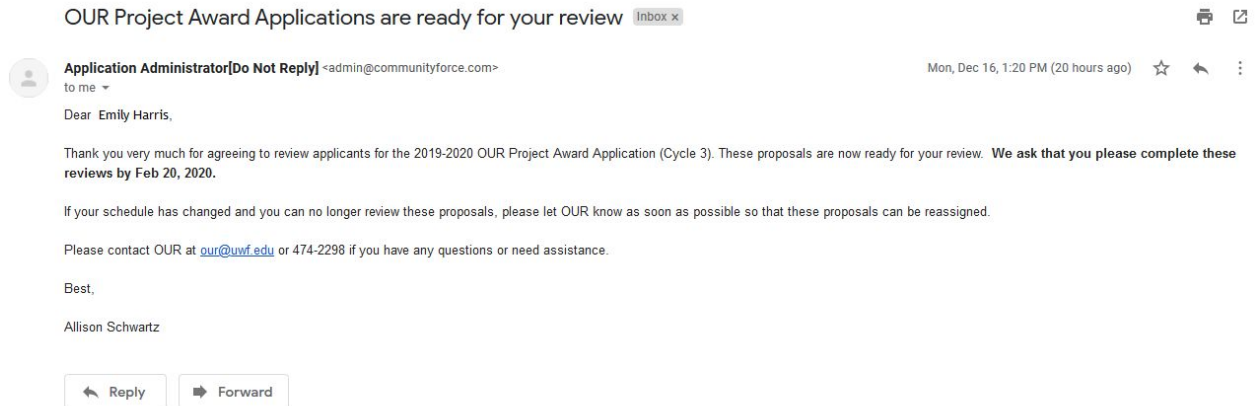 OUR Project Award Applications are ready for your review Inbox x
Application Administrator[Do Not Reply] <admin@communityforce.com> Mon, Dec 16, 1:20 PM (20 hours ago)
to me
Dear Emily Harris,
Thank you very much for agreeing to review applicants for the 2019-2020 OUR Project Award Application (Cycle 3). These proposals are now ready for your review. We ask that you please complete these
reviews by Feb 20, 2020.
If your schedule has changed and you can no longer review these proposals, please let OUR know as soon as possible so that these proposals can be reassigned.
Please contact OUR at our@uwf.edu or 474-2298 if you have any questions or need assistance.
Best,
Allison Schwartz
Reply Forward